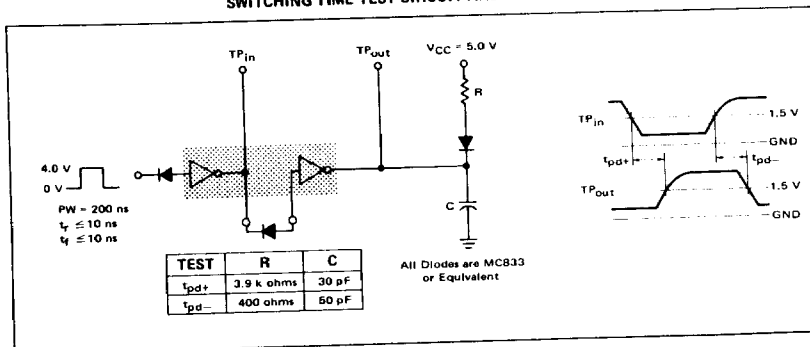 SWITCHING TIME TEST CIRCUIT
TPin
TPout
VCC = 5.0 V
R
4.0 V
0 V
PW = 200 ns
tr ≤ 10 ns
tf ≤ 10 ns
C
All Diodes are MC833
or Equivalent
TEST R C
tpd+ 3.9 k ohms 30 pF
tpd− 400 ohms 50 pF
TPin
1.5 V
GND
tpd+
tpd−
TPout
1.5 V
GND